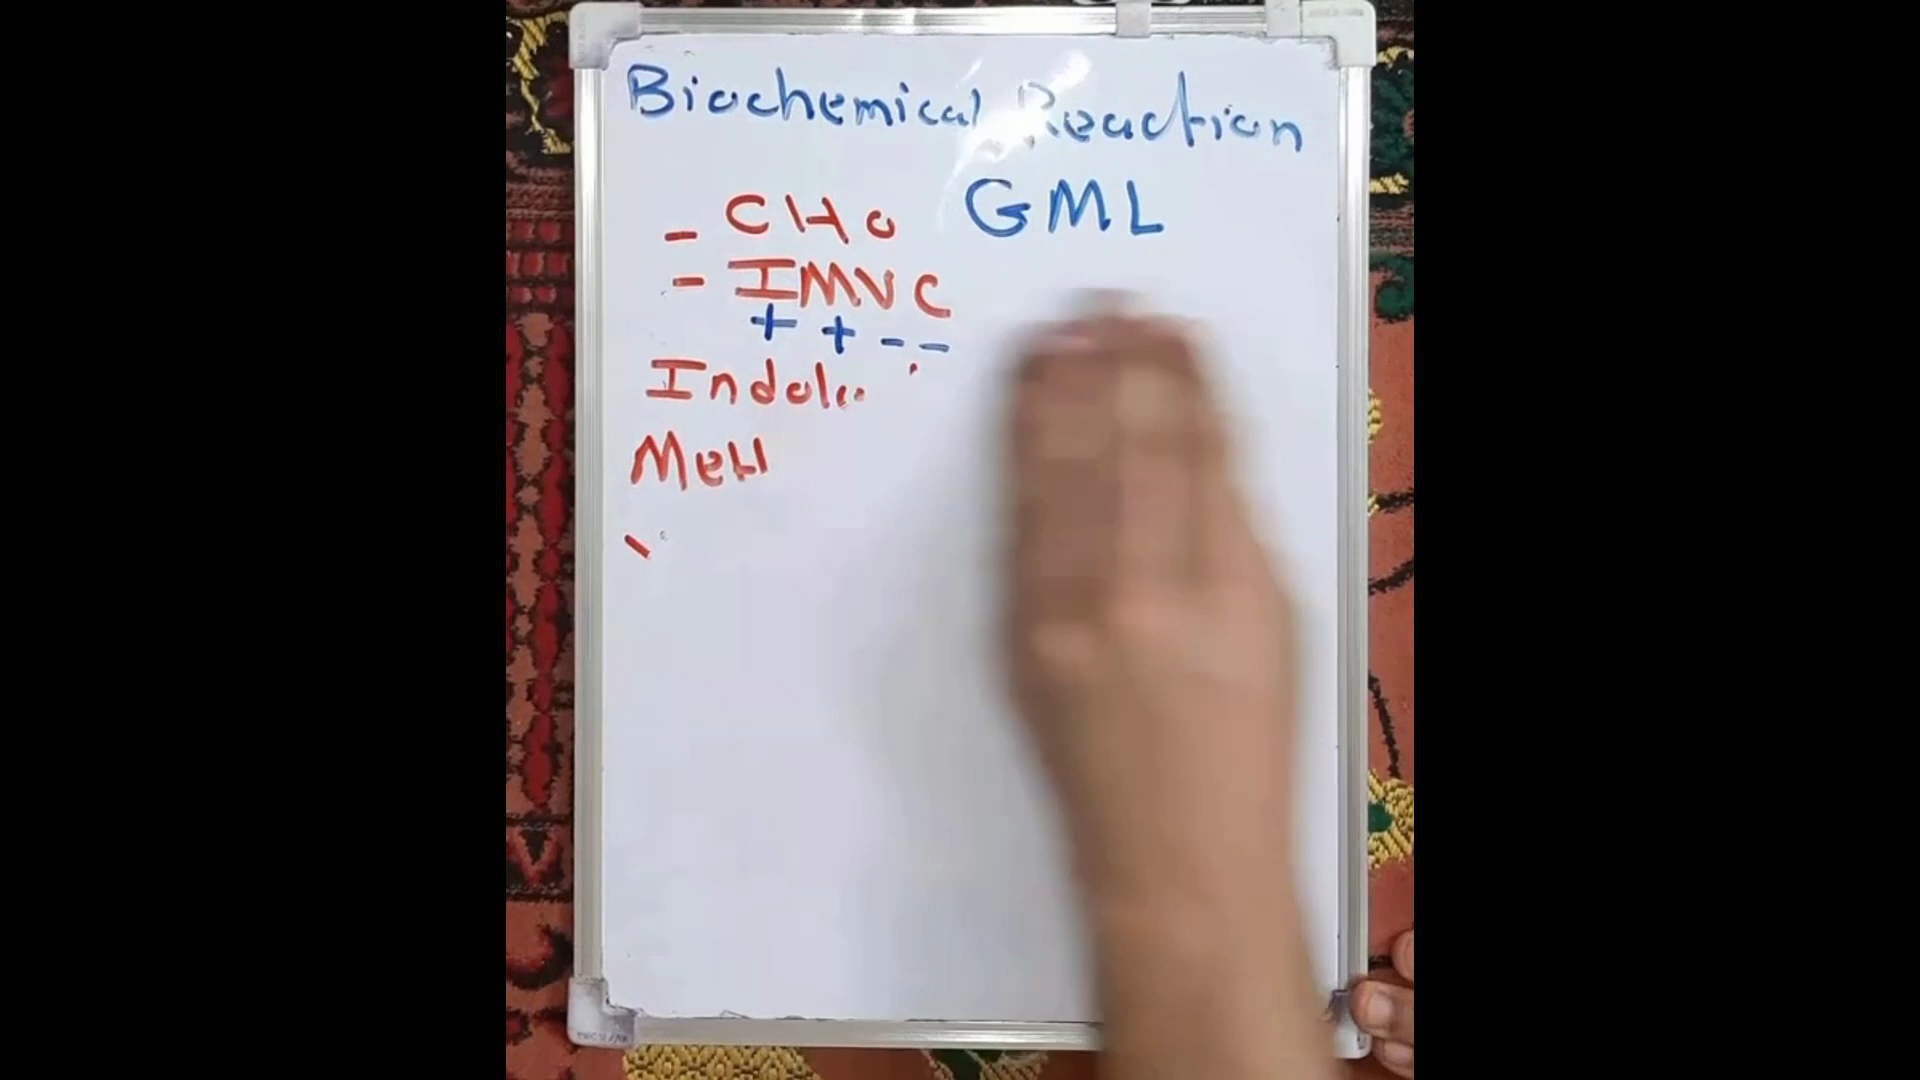 Biochemical Reaction
- CHO GML
- IMVC
+ + - -
Indole